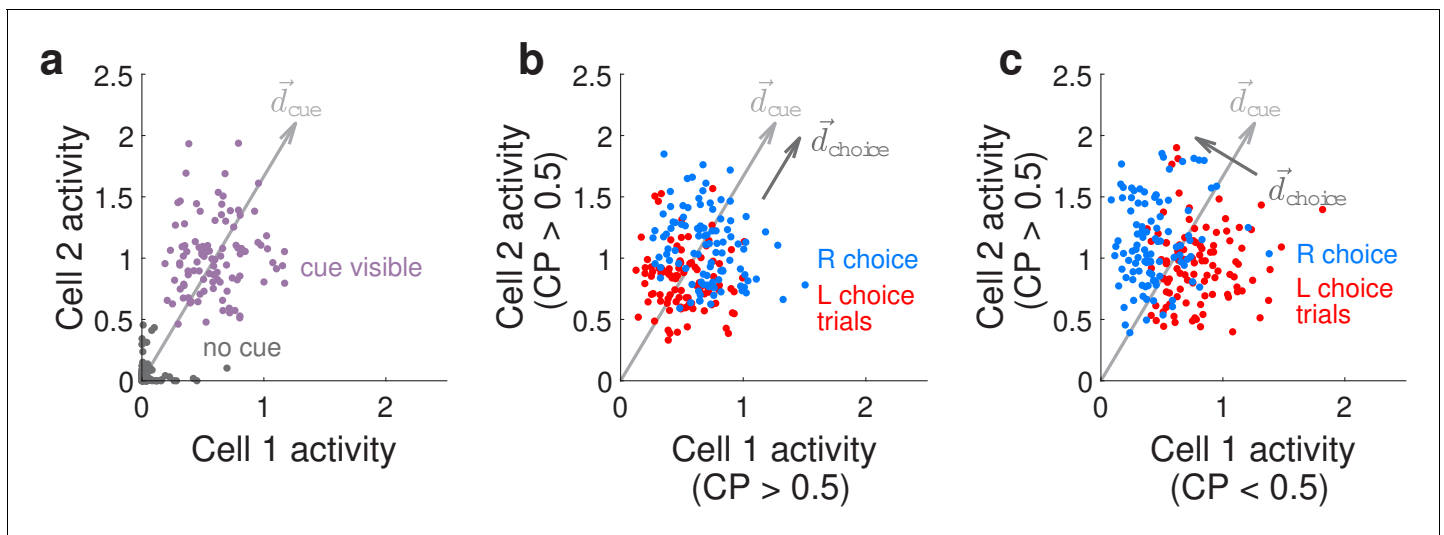 a
2.5
2
1.5
1
0.5
0
0
1
2
Cell 2 activity
Cell 1 activity
d⃗cue
cue visible
no cue
b
2.5
2
1.5
1
0.5
0
0
1
2
Cell 2 activity
(CP > 0.5)
Cell 1 activity
(CP > 0.5)
d⃗cue
d⃗choice
R choice
L choice
trials
c
2.5
2
1.5
1
0.5
0
0
1
2
Cell 2 activity
(CP > 0.5)
Cell 1 activity
(CP < 0.5)
d⃗cue
d⃗choice
R choice
L choice
trials